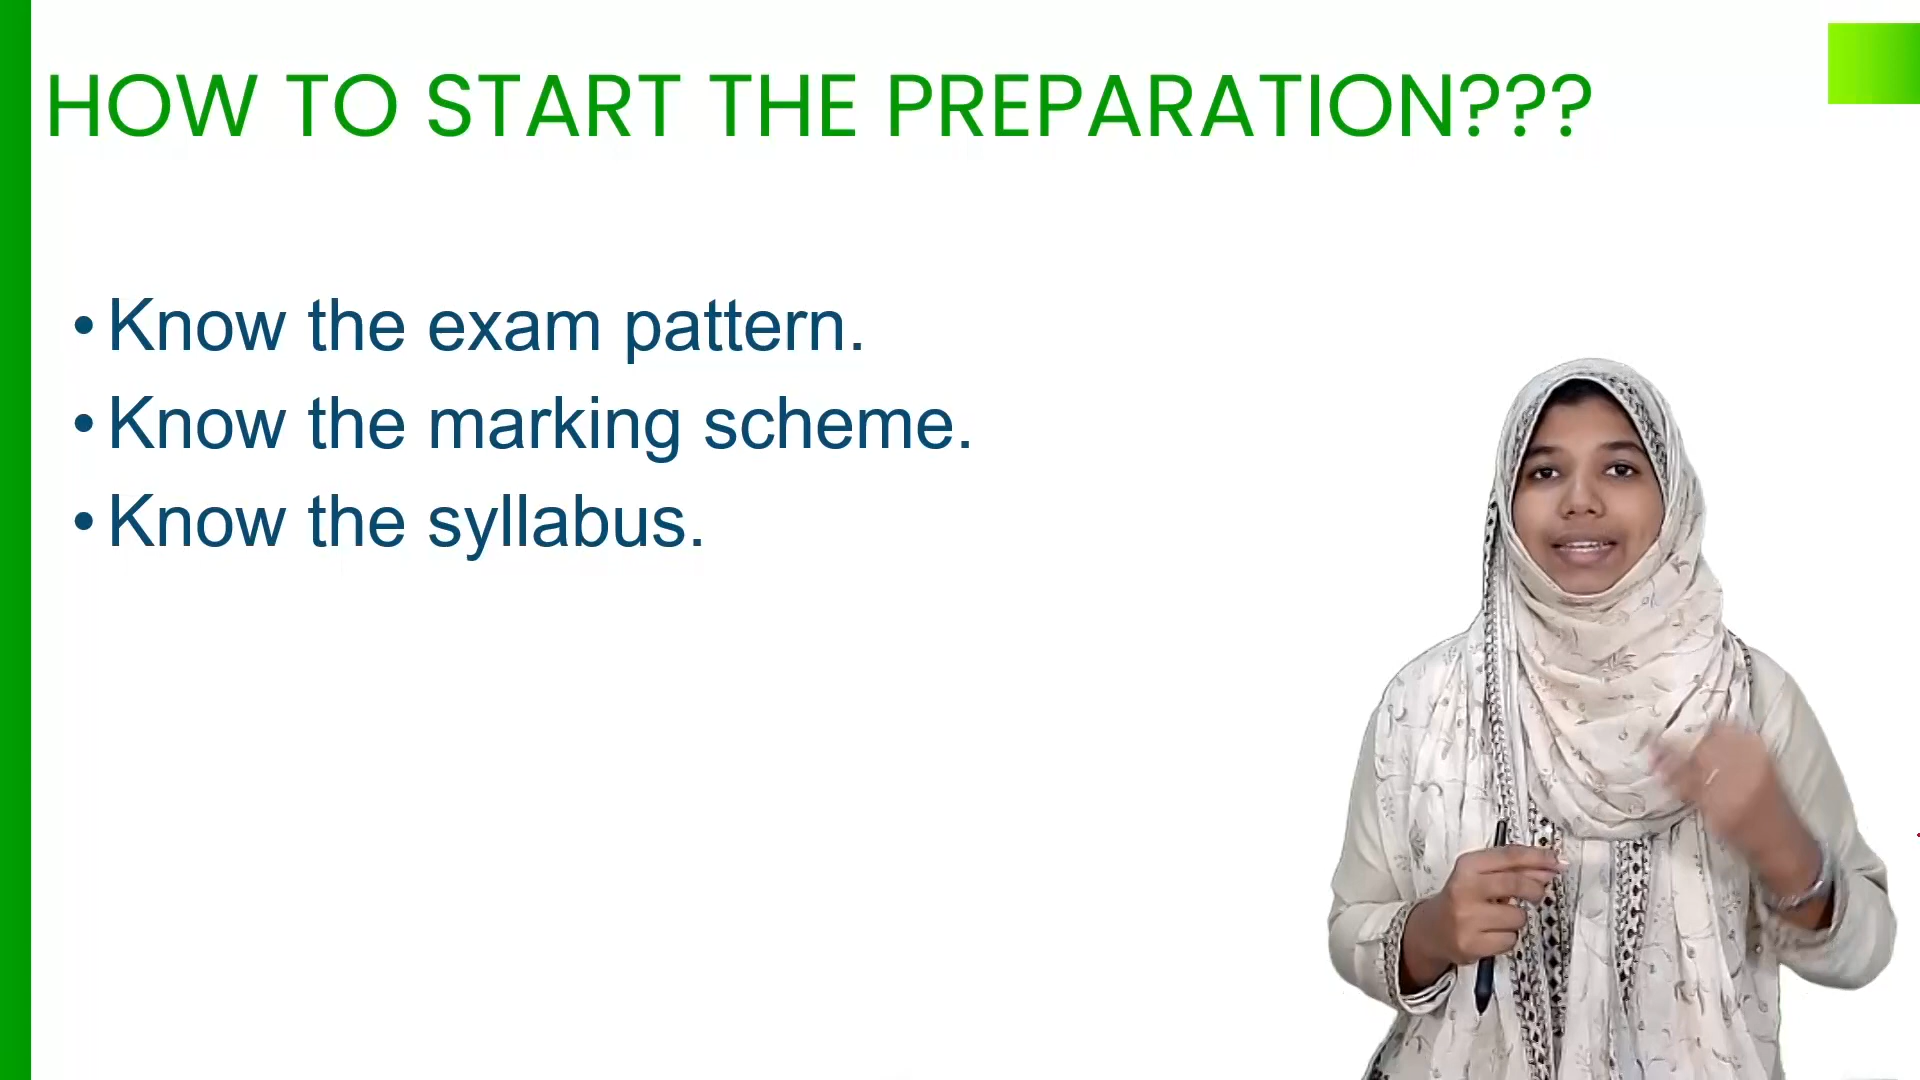 HOW TO START THE PREPARATION???
• Know the exam pattern.
• Know the marking scheme.
• Know the syllabus.